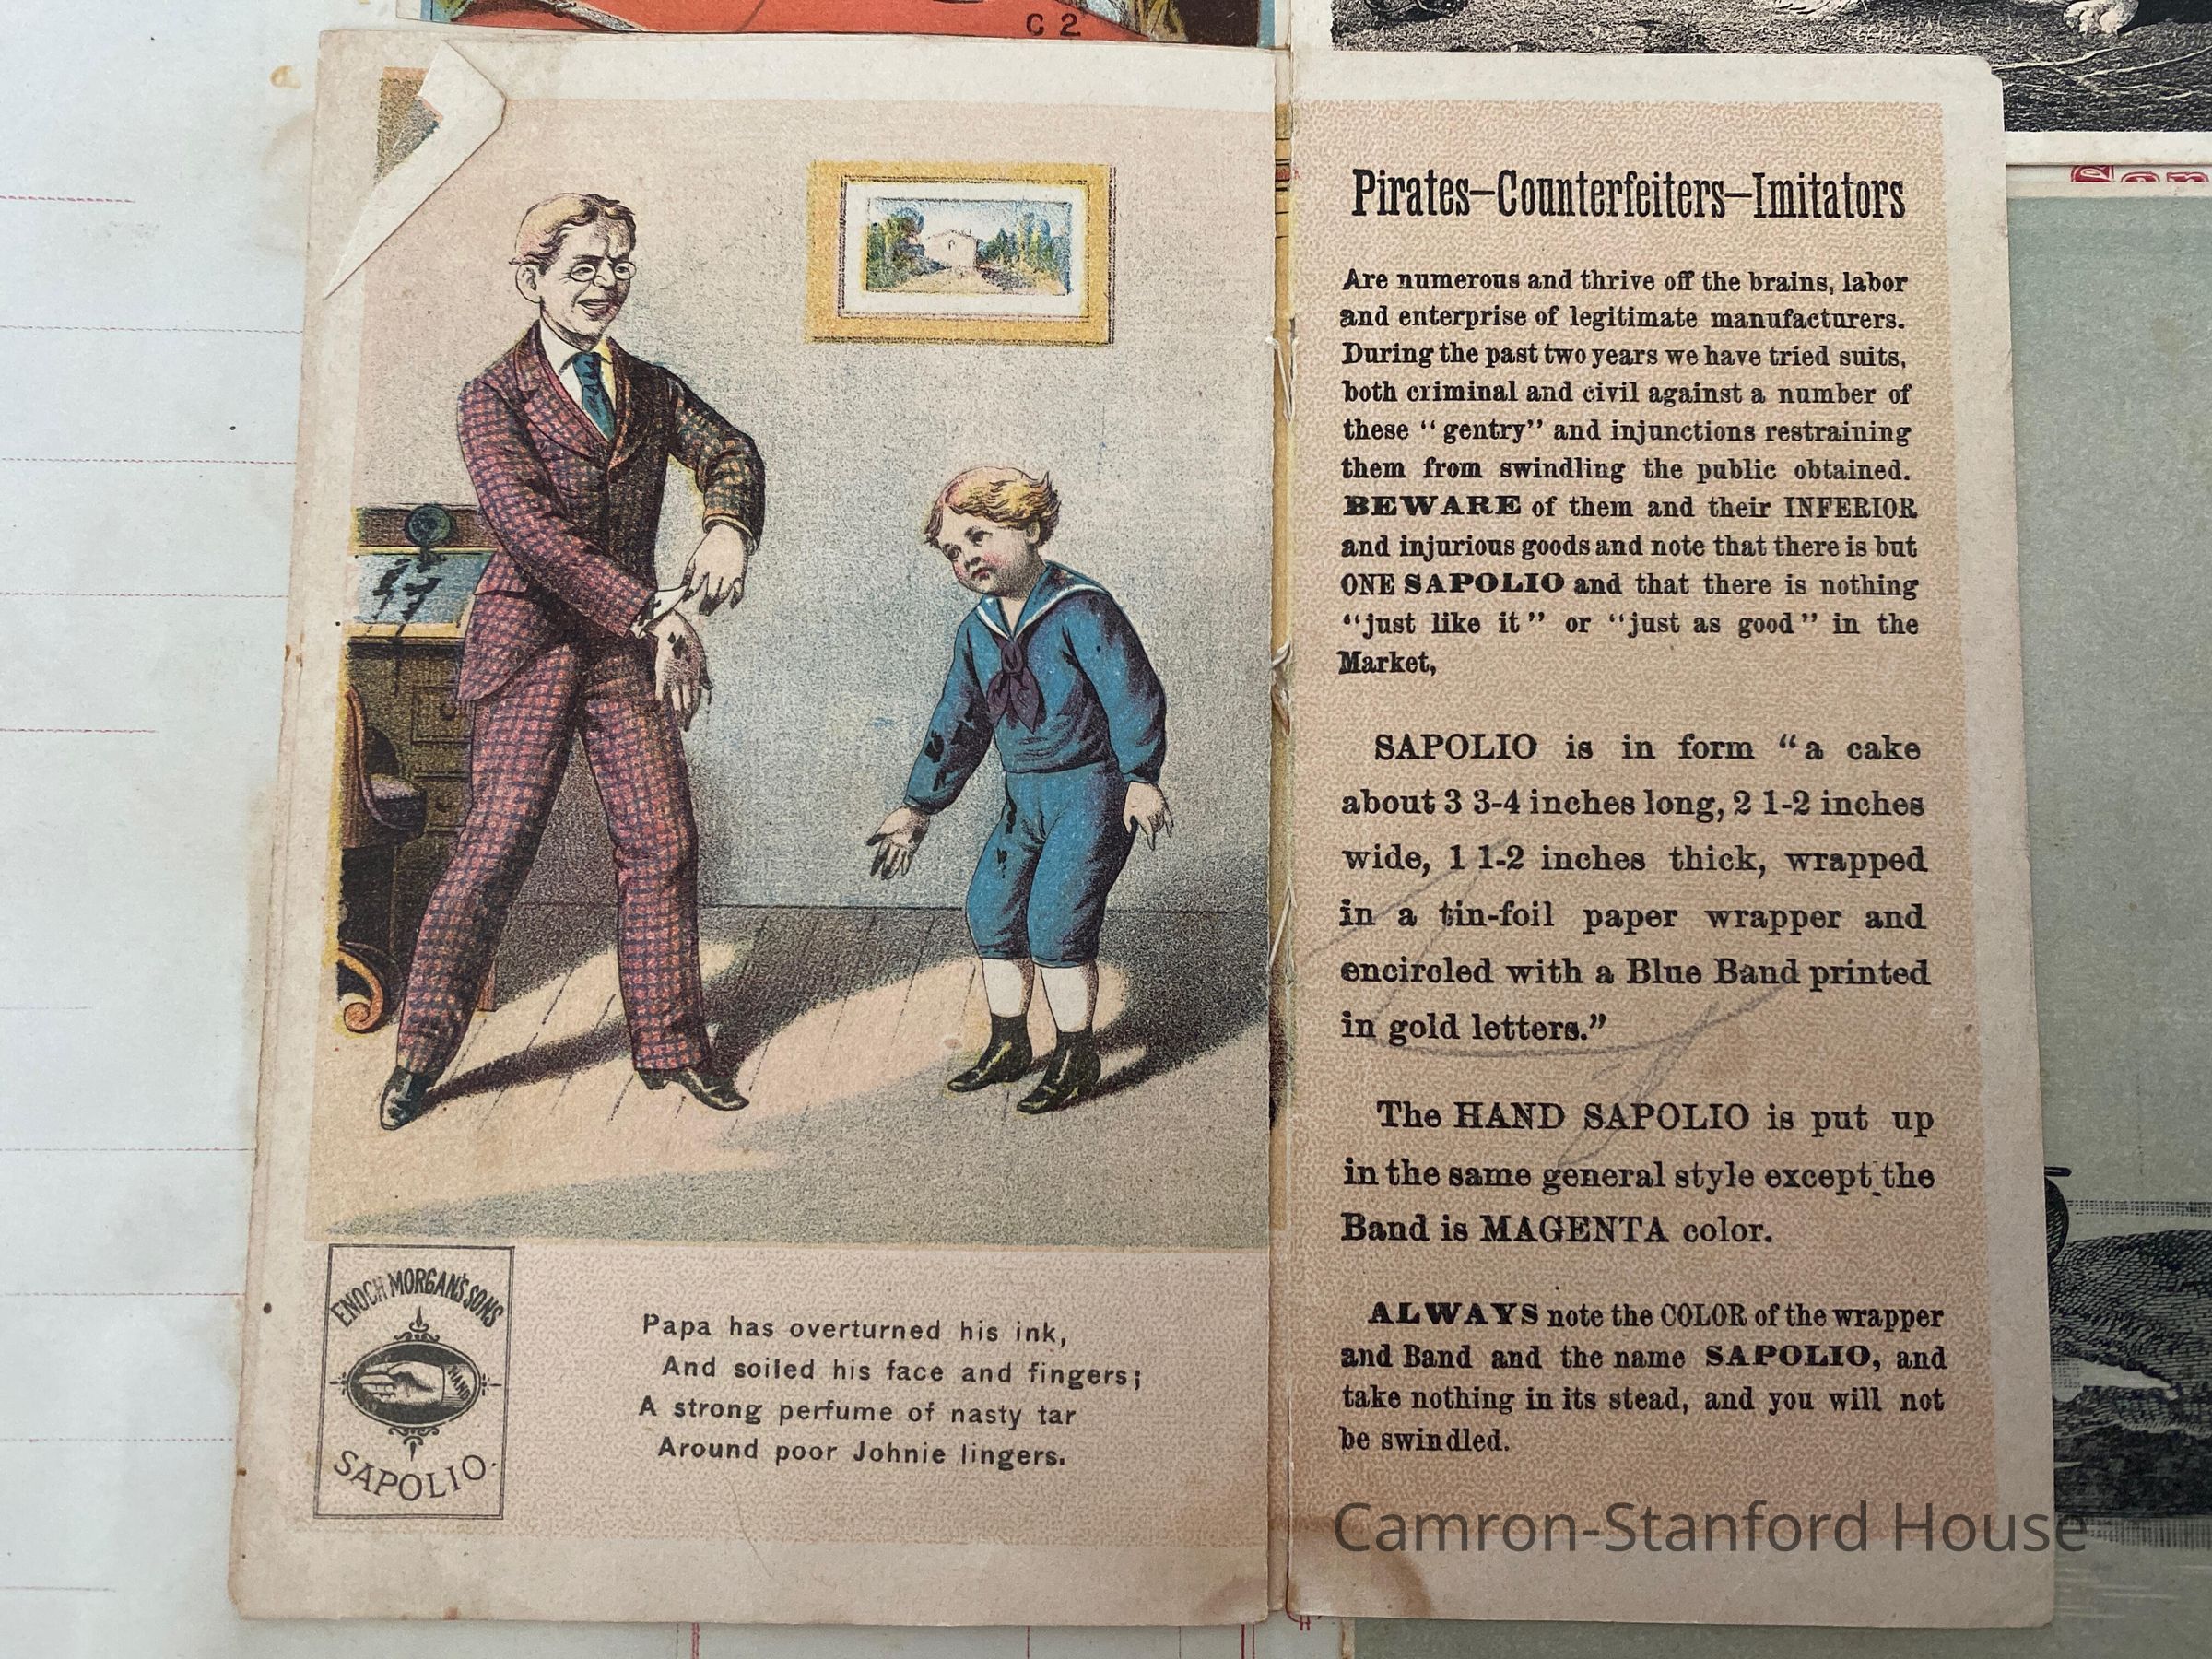 C 2
ENOCH MORGAN'S SONS
HAND
SAPOLIO.
Papa has overturned his ink,
And soiled his face and fingers;
A strong perfume of nasty tar
Around poor Johnie lingers.
Pirates—Counterfeiters—Imitators
Are numerous and thrive off the brains, labor
and enterprise of legitimate manufacturers.
During the past two years we have tried suits,
both criminal and civil against a number of
these "gentry" and injunctions restraining
them from swindling the public obtained.
BEWARE of them and their INFERIOR
and injurious goods and note that there is but
ONE SAPOLIO and that there is nothing
"just like it" or "just as good" in the
Market,
SAPOLIO is in form "a cake
about 3 3-4 inches long, 2 1-2 inches
wide, 1 1-2 inches thick, wrapped
in a tin-foil paper wrapper and
encircled with a Blue Band printed
in gold letters."
The HAND SAPOLIO is put up
in the same general style except the
Band is MAGENTA color.
ALWAYS note the COLOR of the wrapper
and Band and the name SAPOLIO, and
take nothing in its stead, and you will not
be swindled.
Camron-Stanford House